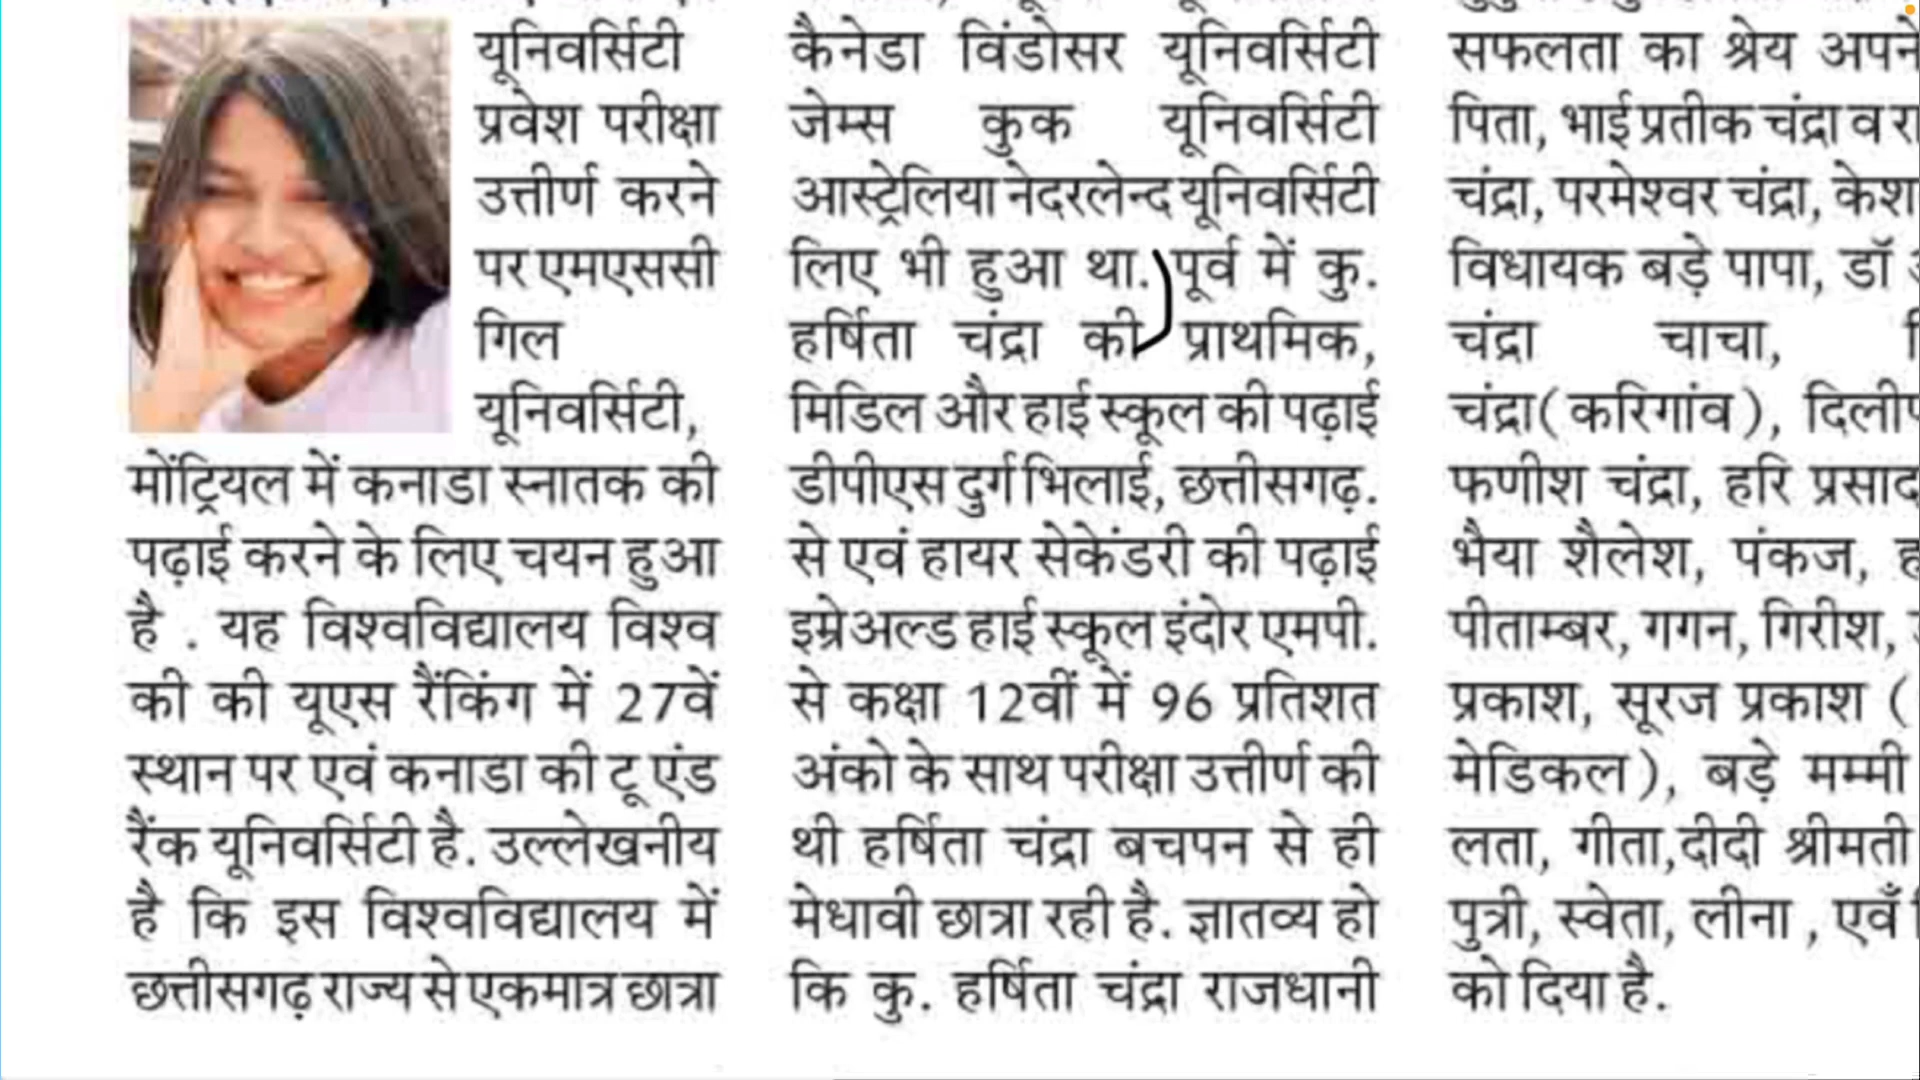 यूनिवर्सिटी
प्रवेश परीक्षा
उत्तीर्ण करने
पर एमएससी
गिल
यूनिवर्सिटी,
मोंट्रियल में कनाडा स्नातक की
पढ़ाई करने के लिए चयन हुआ
है . यह विश्वविद्यालय विश्व
की की यूएस रैंकिंग में 27वें
स्थान पर एवं कनाडा की टू एंड
रैंक यूनिवर्सिटी है. उल्लेखनीय
है कि इस विश्वविद्यालय में
छत्तीसगढ़ राज्य से एकमात्र छात्रा
कैनेडा विंडोसर यूनिवर्सिटी
जेम्स कुक यूनिवर्सिटी
आस्ट्रेलिया नेदरलेन्द यूनिवर्सिटी
लिए भी हुआ था. पूर्व में कु.
हर्षिता चंद्रा की प्राथमिक,
मिडिल और हाई स्कूल की पढ़ाई
डीपीएस दुर्ग भिलाई, छत्तीसगढ़.
से एवं हायर सेकेंडरी की पढ़ाई
इम्रेअल्ड हाई स्कूल इंदोर एमपी.
से कक्षा 12वीं में 96 प्रतिशत
अंको के साथ परीक्षा उत्तीर्ण की
थी हर्षिता चंद्रा बचपन से ही
मेधावी छात्रा रही है. ज्ञातव्य हो
कि कु. हर्षिता चंद्रा राजधानी
सफलता का श्रेय अपने
पिता, भाई प्रतीक चंद्रा व
चंद्रा, परमेश्वर चंद्रा,
विधायक बड़े पापा, डॉ
चंद्रा चाचा,
चंद्रा( करिगांव ),
फणीश चंद्रा, हरि
भैया शैलेश, पंकज,
पीताम्बर, गगन, गिरीश,
प्रकाश, सूरज प्रकाश (
मेडिकल ), बड़े मम्मी
लता, गीता,दीदी श्रीमती
पुत्री, स्वेता, लीना , एवँ
को दिया है.